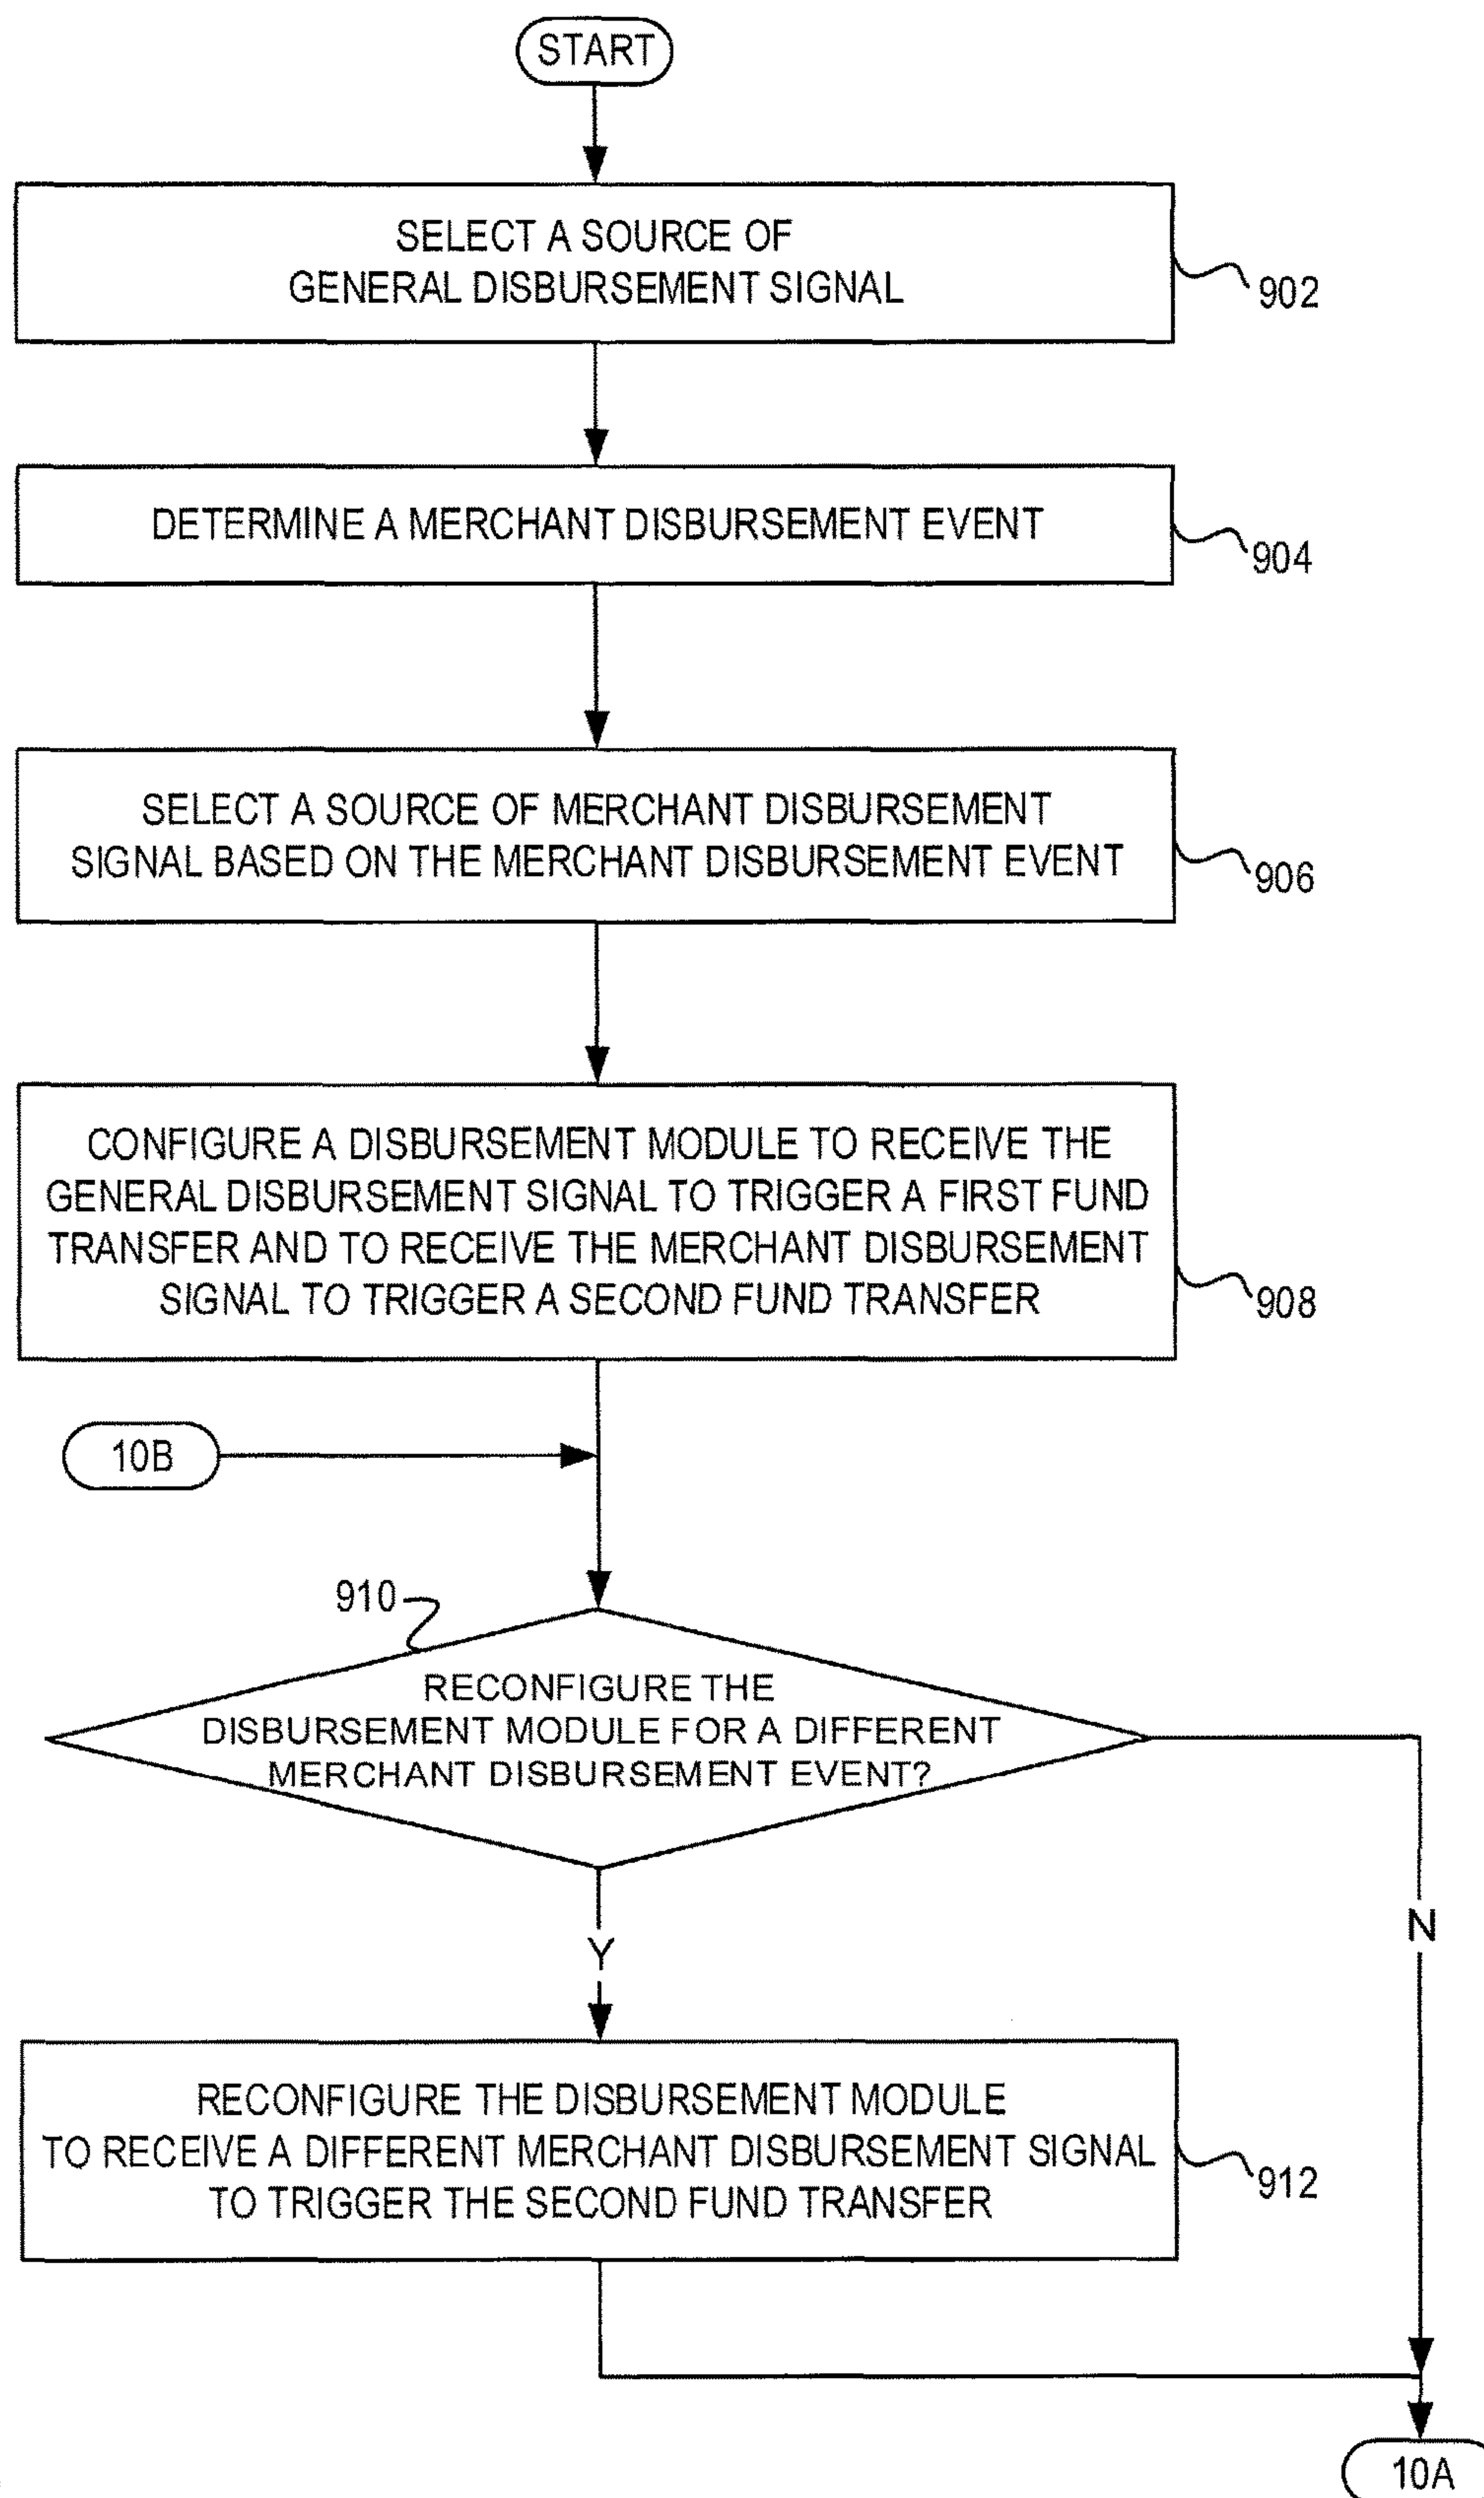 START
SELECT A SOURCE OF
GENERAL DISBURSEMENT SIGNAL
902
DETERMINE A MERCHANT DISBURSEMENT EVENT
904
SELECT A SOURCE OF MERCHANT DISBURSEMENT
SIGNAL BASED ON THE MERCHANT DISBURSEMENT EVENT
906
CONFIGURE A DISBURSEMENT MODULE TO RECEIVE THE
GENERAL DISBURSEMENT SIGNAL TO TRIGGER A FIRST FUND
TRANSFER AND TO RECEIVE THE MERCHANT DISBURSEMENT
SIGNAL TO TRIGGER A SECOND FUND TRANSFER
908
10B
910
RECONFIGURE THE
DISBURSEMENT MODULE FOR A DIFFERENT
MERCHANT DISBURSEMENT EVENT?
N
Y
RECONFIGURE THE DISBURSEMENT MODULE
TO RECEIVE A DIFFERENT MERCHANT DISBURSEMENT SIGNAL
TO TRIGGER THE SECOND FUND TRANSFER
912
10A